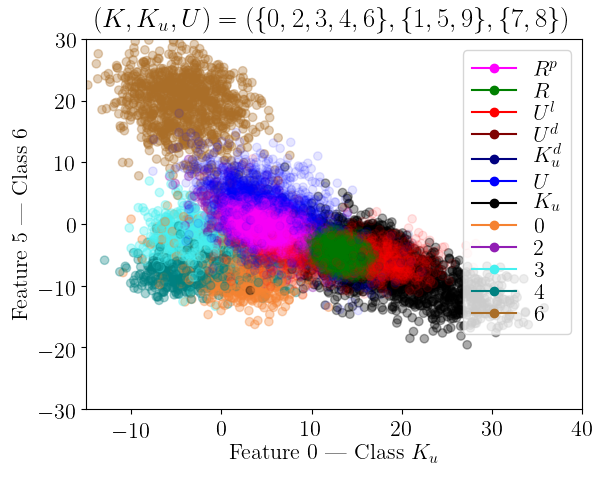 (K, K_u, U) = ({0, 2, 3, 4, 6}, {1, 5, 9}, {7, 8})
30
20
10
0
−10
−20
−30
Feature 5 — Class 6
−10 0 10 20 30 40
Feature 0 — Class K_u
R^p
R
U^l
U^d
K_u^d
U
K_u
0
2
3
4
6